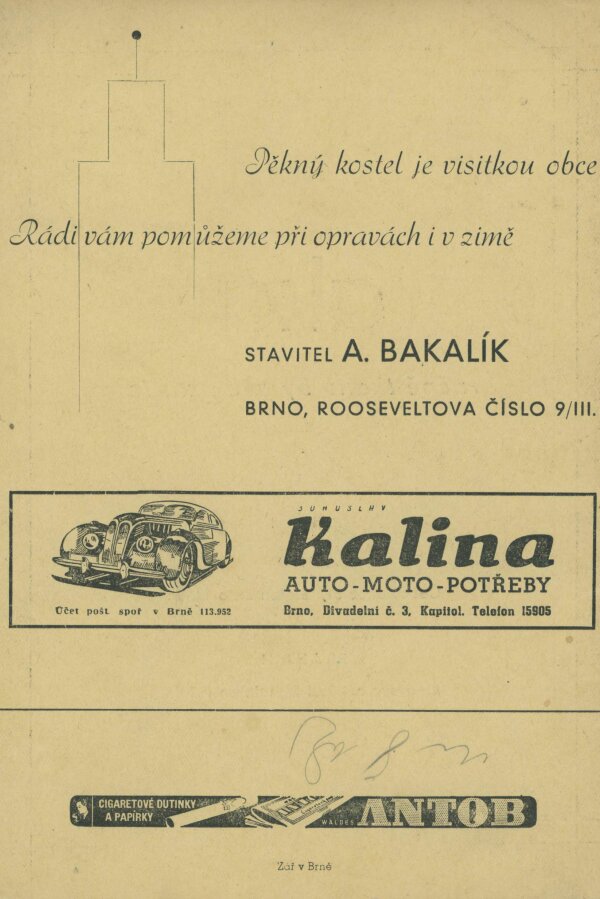 Pěkný kostel je visitkou obce
Rádi vám pomůžeme při opravách i v zimě
STAVITEL A. BAKALÍK
BRNO, ROOSEVELTOVA ČÍSLO 9/III.
BOHUSLAV
Kalina
AUTO-MOTO-POTŘEBY
Účet pošt. spoř v Brně 113.952
Brno, Divadelní č. 3, Kapitol. Telefon 15905
CIGARETOVÉ DUTINKY
A PAPÍRKY
WALDES
ANTOB
Zář v Brně